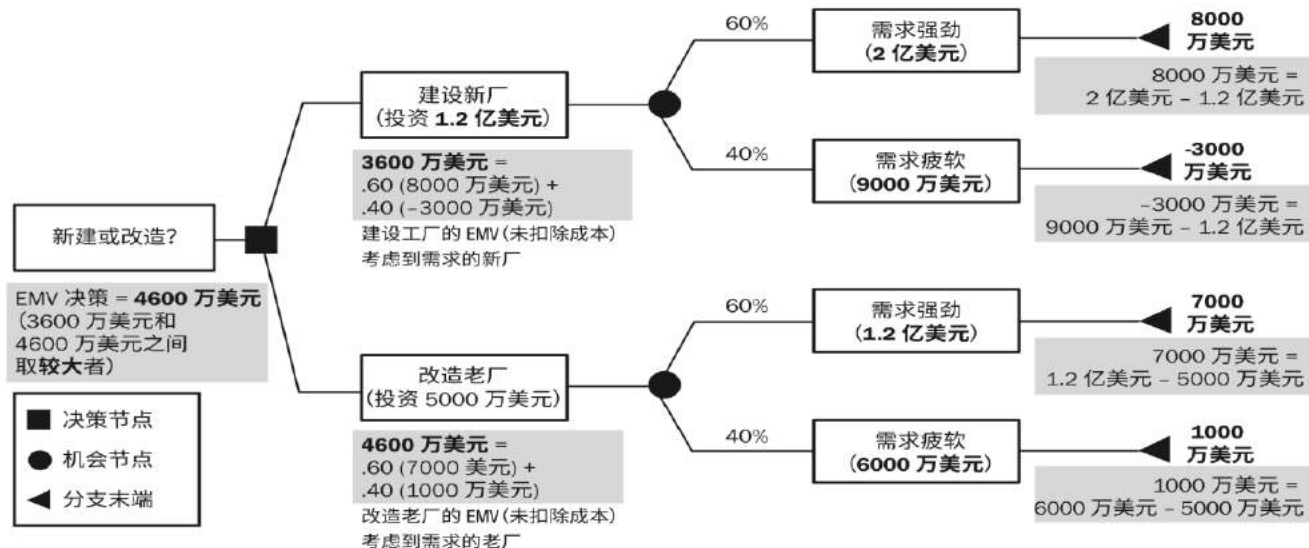 新建或改造？
EMV 决策 = 4600 万美元
（3600 万美元和
4600 万美元之间
取较大者）
决策节点
机会节点
分支末端
建设新厂
(投资 1.2 亿美元)
3600 万美元 =
.60 (8000 万美元) +
.40 (–3000 万美元)
建设工厂的 EMV (未扣除成本)
考虑到需求的新厂
60%
需求强劲
(2 亿美元)
8000
万美元
8000 万美元 =
2 亿美元 – 1.2 亿美元
40%
需求疲软
(9000 万美元)
-3000
万美元
–3000 万美元 =
9000 万美元 – 1.2 亿美元
改造老厂
(投资 5000 万美元)
4600 万美元 =
.60 (7000 美元) +
.40 (1000 万美元)
改造老厂的 EMV (未扣除成本)
考虑到需求的老厂
60%
需求强劲
(1.2 亿美元)
7000
万美元
7000 万美元 =
1.2 亿美元 – 5000 万美元
40%
需求疲软
(6000 万美元)
1000
万美元
1000 万美元 =
6000 万美元 – 5000 万美元